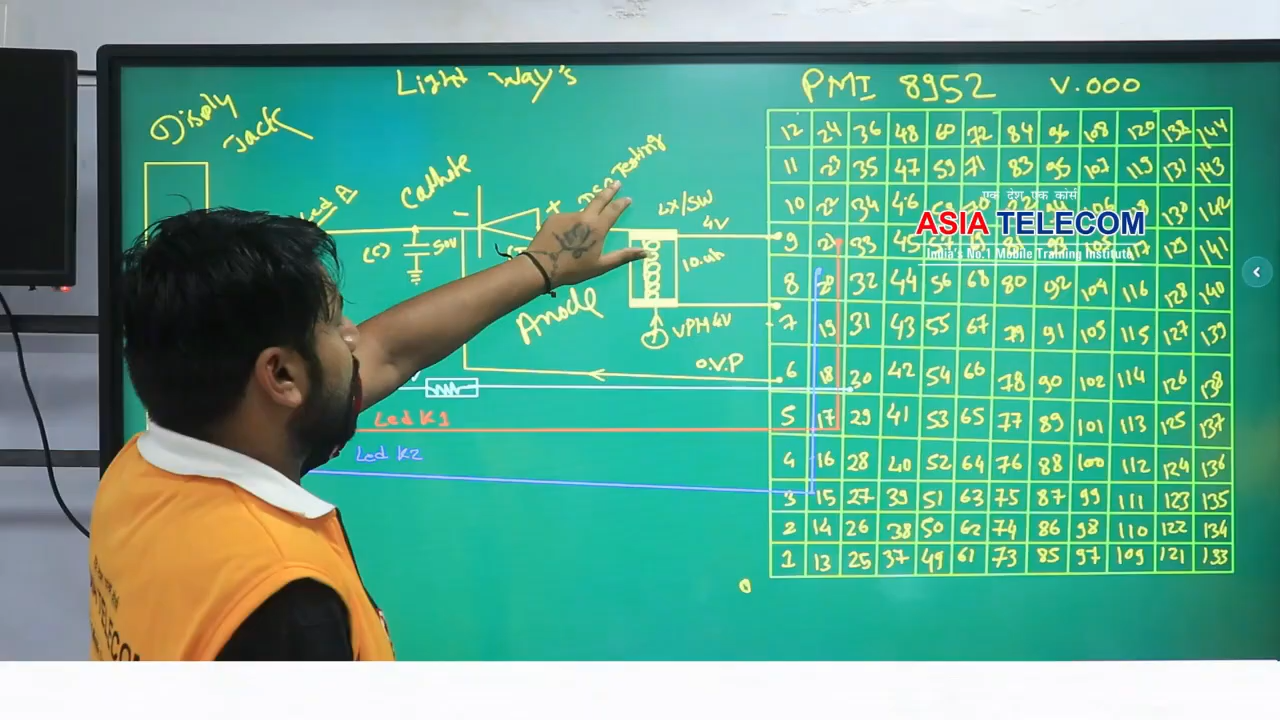 Light Way's
PMI 8952 V.000
Disply
Jack
Led A
Cathote
-
+
(c)
50V
Testing
LX/SW
4V
10.uh
Anode
VPH 4V
O.V.P
Led K1
Led K2
12 24 36 48 60 72 84 96 108 120 132 144
11 23 35 47 59 71 83 95 107 119 131 143
10 22 34 46 130 142
9 21 33 45 129 141
8 20 32 44 56 68 80 92 104 116 128 140
7 19 31 43 55 67 79 91 103 115 127 139
6 18 30 42 54 66 78 90 102 114 126 138
5 17 29 41 53 65 77 89 101 113 125 137
4 16 28 40 52 64 76 88 100 112 124 136
3 15 27 39 51 63 75 87 99 111 123 135
2 14 26 38 50 62 74 86 98 110 122 134
1 13 25 37 49 61 73 85 97 109 121 133
एक देश एक कोर्स
ASIA TELECOM
India's No.1 Mobile Training Institute
TELECOM